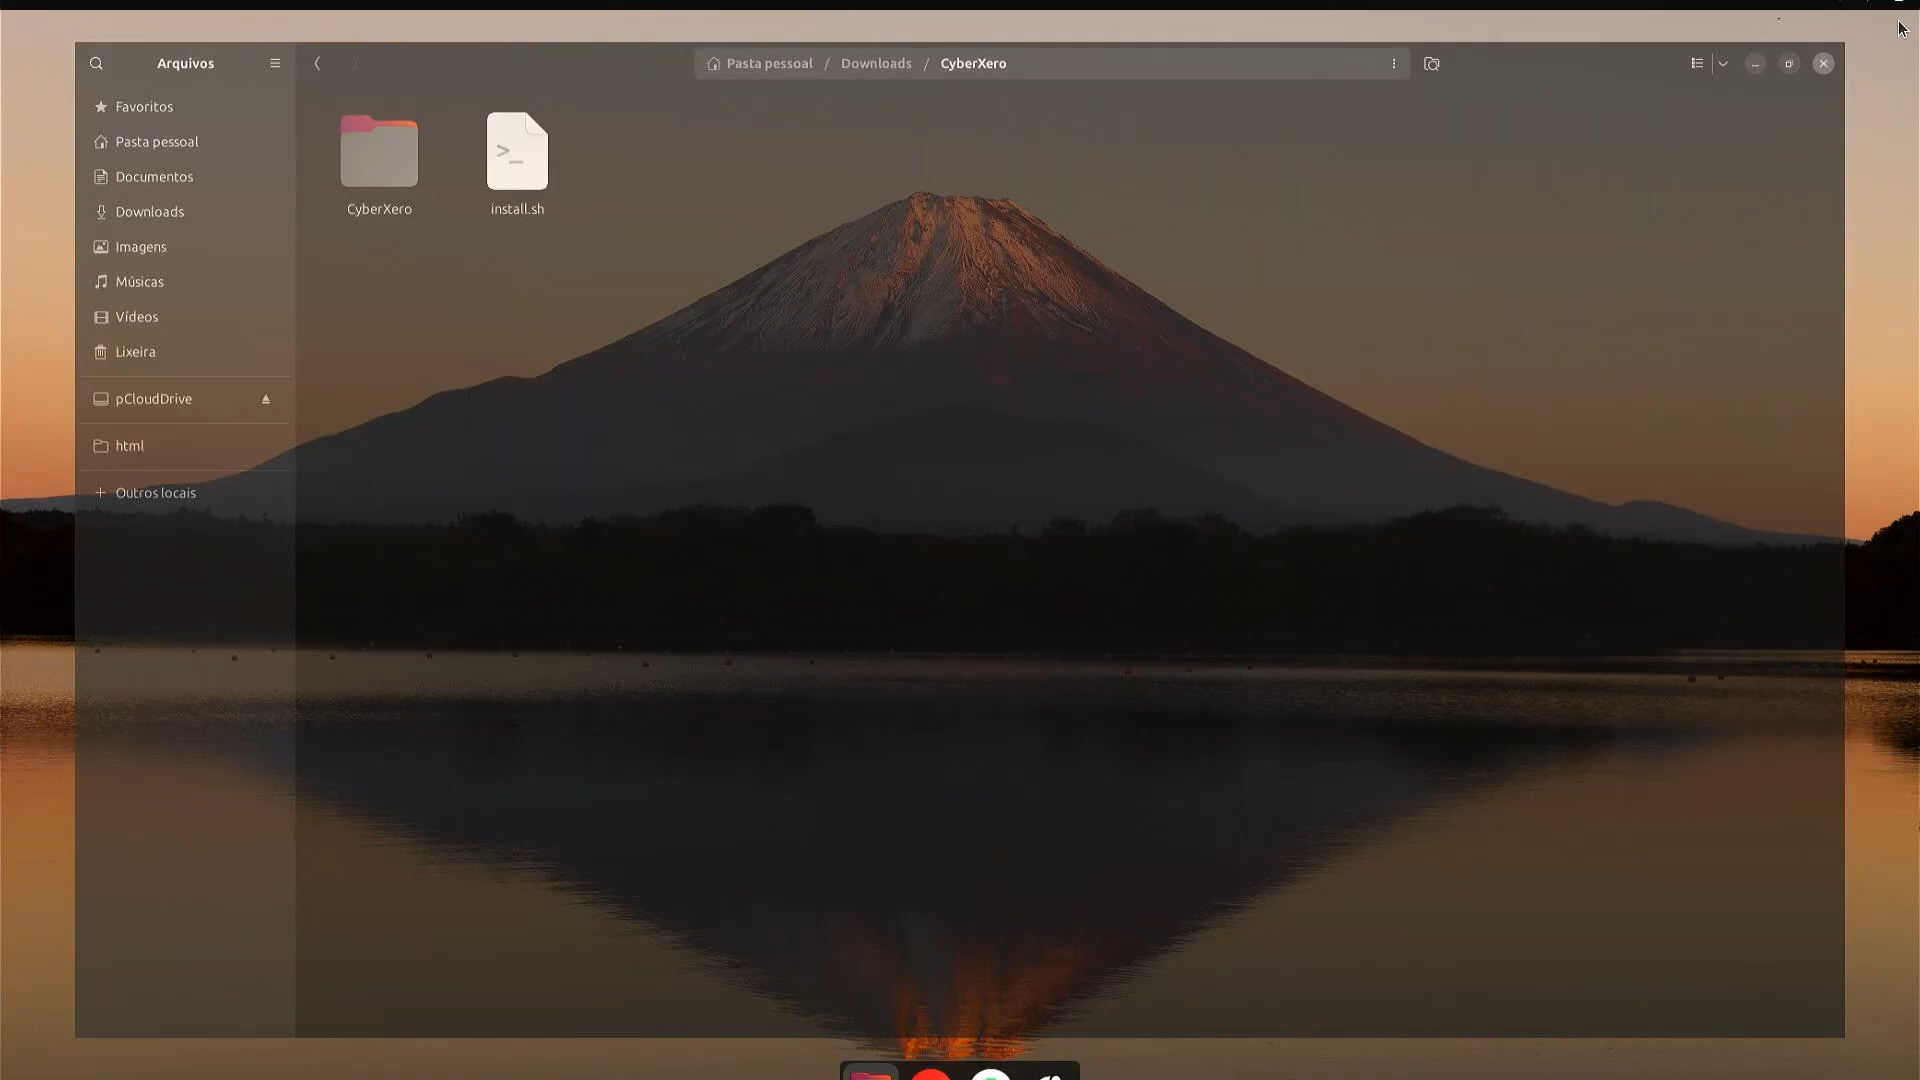 Arquivos
Pasta pessoal / Downloads / CyberXero
Favoritos
Pasta pessoal
Documentos
Downloads
Imagens
Músicas
Vídeos
Lixeira
pCloudDrive
html
Outros locais
CyberXero
>_
install.sh